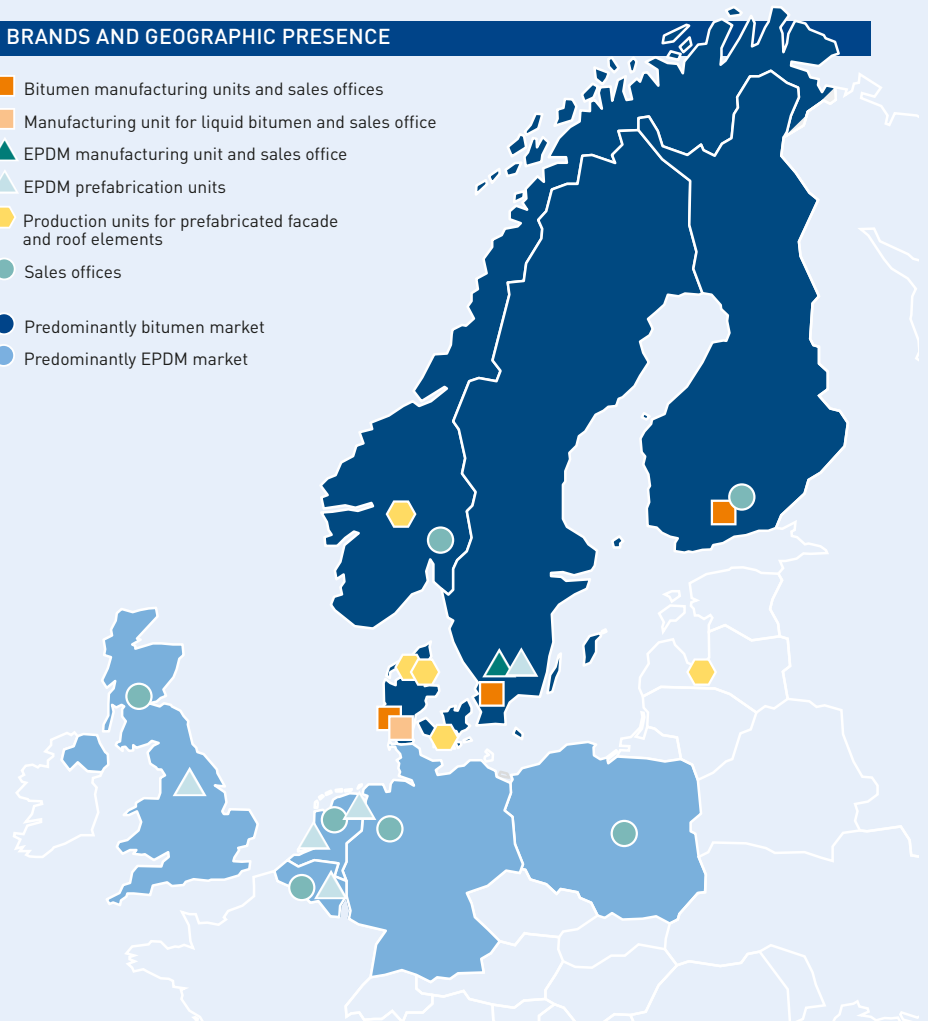 BRANDS AND GEOGRAPHIC PRESENCE
Bitumen manufacturing units and sales offices
Manufacturing unit for liquid bitumen and sales office
EPDM manufacturing unit and sales office
EPDM prefabrication units
Production units for prefabricated facade
and roof elements
Sales offices
Predominantly bitumen market
Predominantly EPDM market